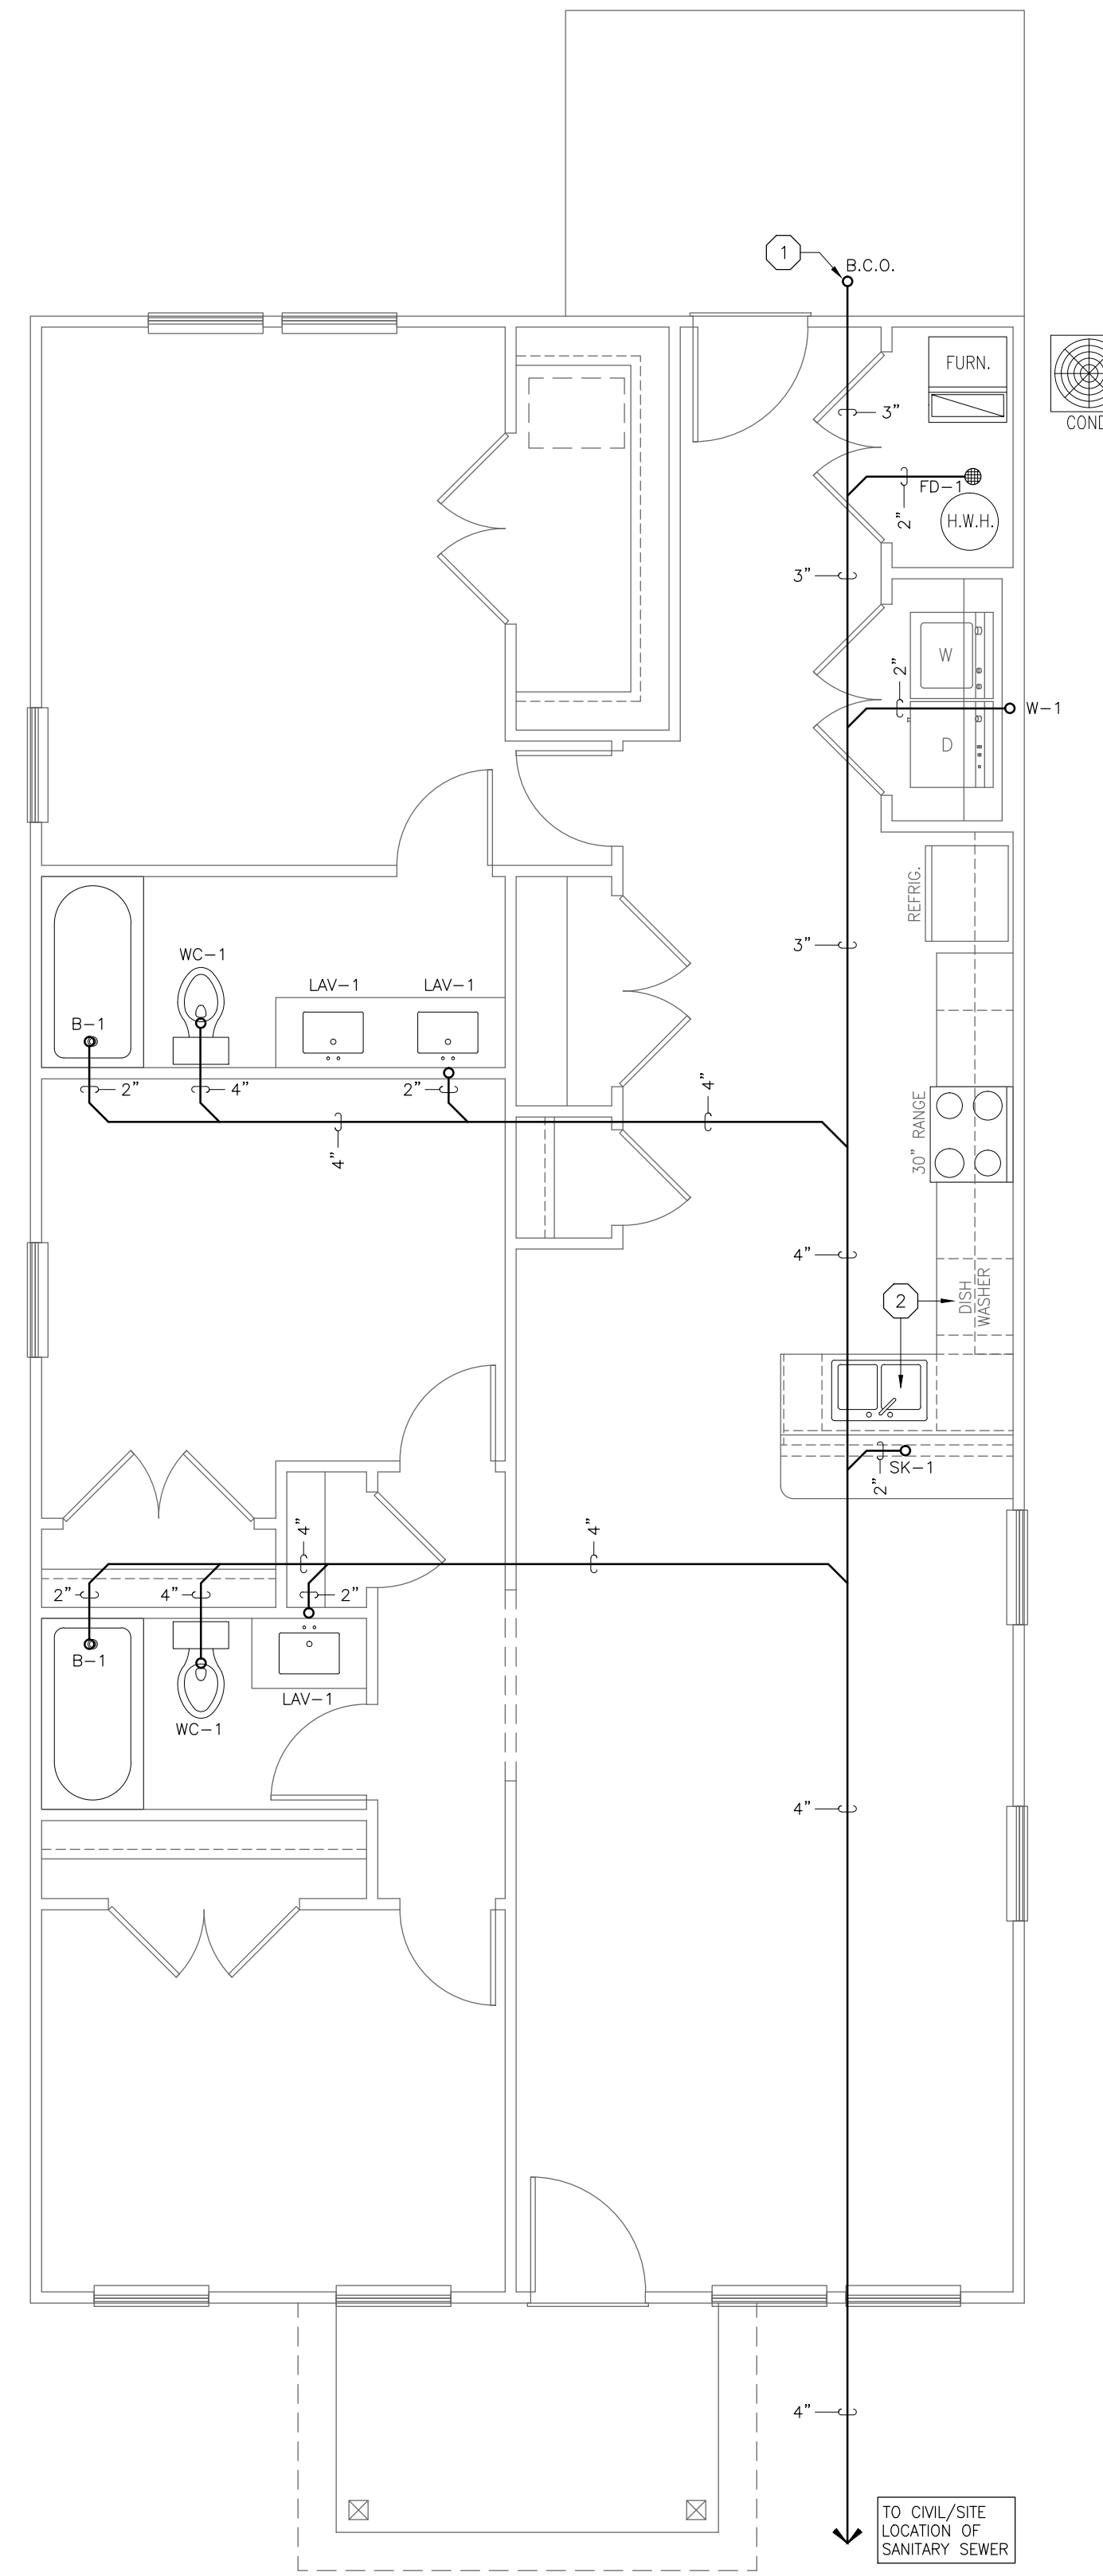 1
B.C.O.
FURN.
COND
3”
FD-1
2”
H.W.H.
3”
2”
W
W-1
D
REFRIG.
3”
WC-1
LAV-1
LAV-1
B-1
2”
4”
2”
4”
4”
4”
30” RANGE
4”
2
DISH
WASHER
SK-1
2”
4”
4”
2”
4”
2”
B-1
LAV-1
WC-1
4”
4”
TO CIVIL/SITE
LOCATION OF
SANITARY SEWER